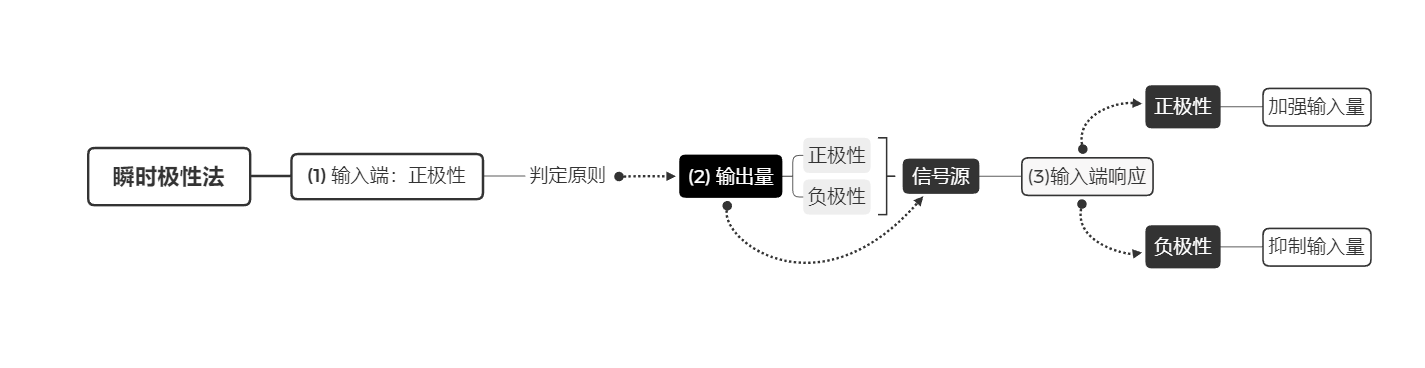 瞬时极性法
(1) 输入端：正极性
判定原则
(2) 输出量
正极性
负极性
信号源
(3)输入端响应
正极性
加强输入量
负极性
抑制输入量